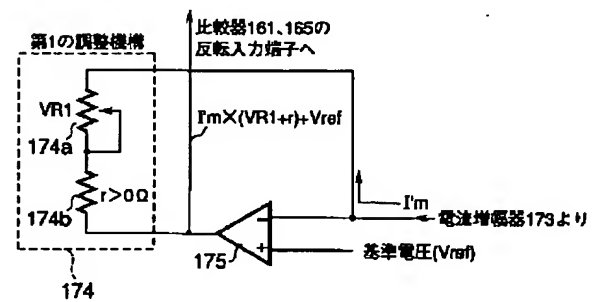 比較器161、165の
反転入力端子へ
第1の調整機構
VR1
174a
I'm×(VR1+r)+Vref
r>0Ω
174b
I'm
電流増幅器173より
175
基準電圧(Vref)
174